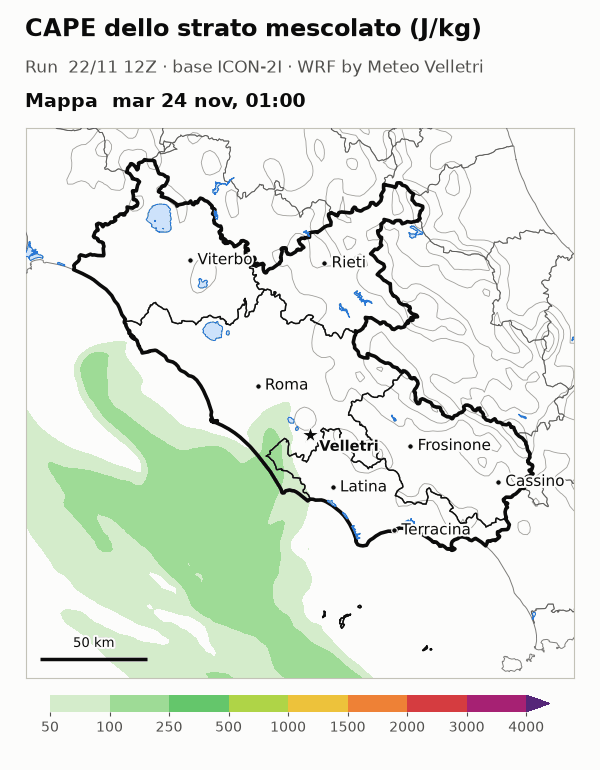 CAPE dello strato mescolato (J/kg)
Run  22/11 12Z · base ICON-2I · WRF by Meteo Velletri
Mappa  mar 24 nov, 01:00
Viterbo
Rieti
Roma
Velletri
Frosinone
Cassino
Latina
Terracina
50 km
50 100 250 500 1000 1500 2000 3000 4000